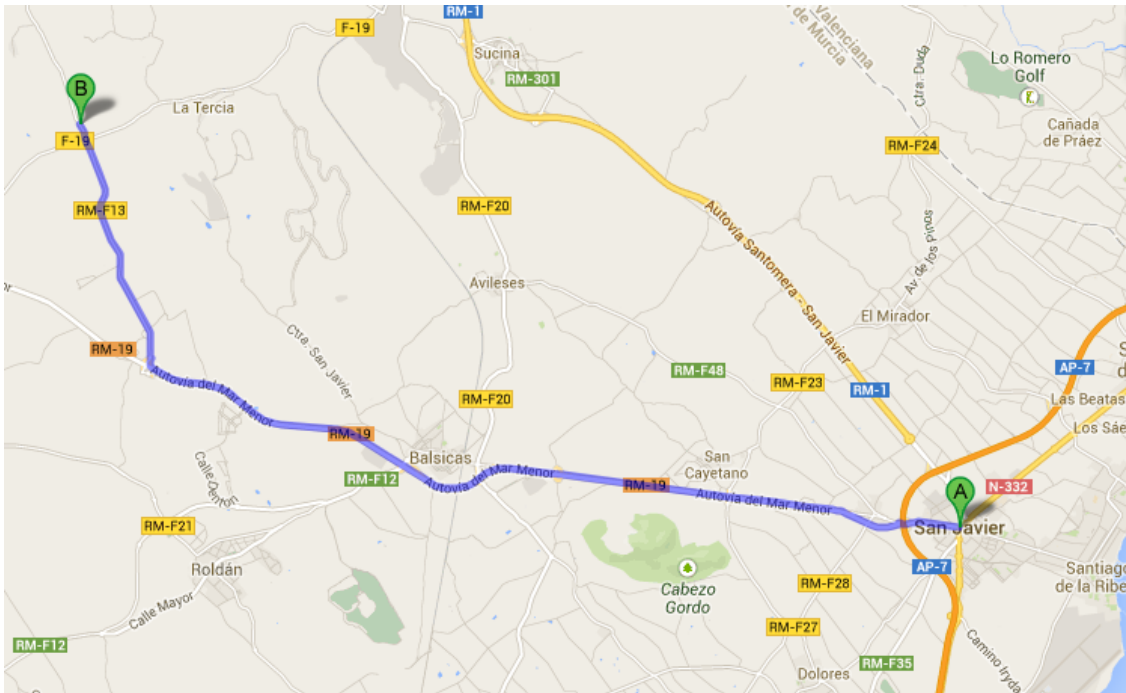 RM-1
F-19
Sucina
Valenciana
de Murcia
RM-301
Ctra. Duda
Lo Romero
Golf
B
La Tercia
F-19
Cañada
de Práez
RM-F24
RM-F13
RM-F20
Autovía Santomera - San Javier
Av. de los Pinos
Avileses
El Mirador
Ctra. San Javier
RM-19
RM-F48
AP-7
Autovía del Mar Menor
RM-F23
RM-1
RM-F20
Las Beatas
RM-19
Los Sáe
Balsicas
San
Cayetano
RM-F12
Autovía del Mar Menor
Calle Denton
RM-19
Autovía del Mar Menor
N-332
A
RM-F21
San Javier
Roldán
AP-7
Santiago
de la Ribe
Cabezo
Gordo
RM-F28
Calle Mayor
RM-F27
RM-F12
Dolores
RM-F35
Camino Iryda